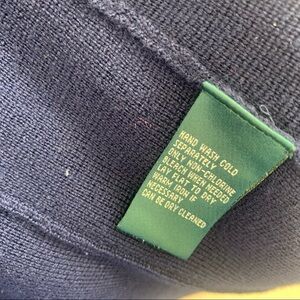 HAND WASH COLD
SEPARATELY
ONLY NON-CHLORINE
BLEACH WHEN NEEDED
LAY FLAT TO DRY
WARM IRON IF
NECESSARY
CAN BE DRY CLEANED